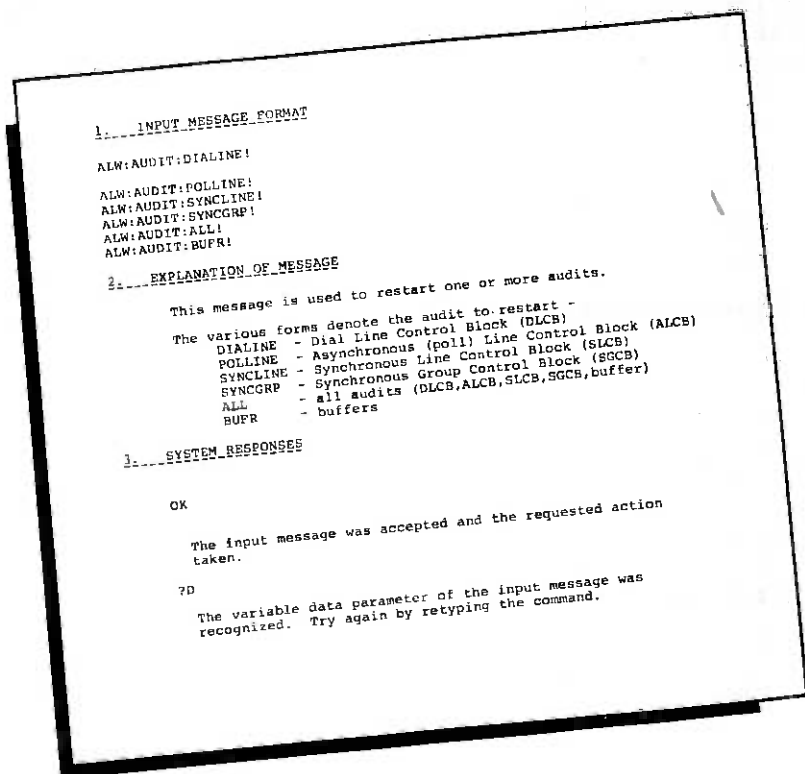 1. INPUT MESSAGE FORMAT
ALW:AUDIT:DIALINE!
ALW:AUDIT:POLLINE!
ALW:AUDIT:SYNCLINE!
ALW:AUDIT:SYNCGRP!
ALW:AUDIT:ALL!
ALW:AUDIT:BUFR!
2. EXPLANATION OF MESSAGE
This message is used to restart one or more audits.
The various forms denote the audit to restart -
DIALINE - Dial Line Control Block (DLCB)
POLLINE - Asynchronous (poll) Line Control Block (ALCB)
SYNCLINE - Synchronous Line Control Block (SLCB)
SYNCGRP - Synchronous Group Control Block (SGCB)
ALL - all audits (DLCB,ALCB,SLCB,SGCB,buffer)
BUFR - buffers
3. SYSTEM RESPONSES
OK
The input message was accepted and the requested action
taken.
?D
The variable data parameter of the input message was
recognized. Try again by retyping the command.